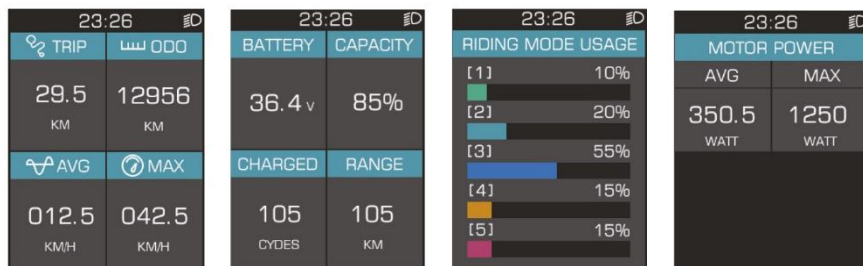 23:26
TRIP ODO
29.5 12956
KM KM
AVG MAX
012.5 042.5
KM/H KM/H
23:26
BATTERY CAPACITY
36.4 v 85%
CHARGED RANGE
105 105
CYDES KM
23:26
RIDING MODE USAGE
[1] 10%
[2] 20%
[3] 55%
[4] 15%
[5] 15%
23:26
MOTOR POWER
AVG MAX
350.5 1250
WATT WATT